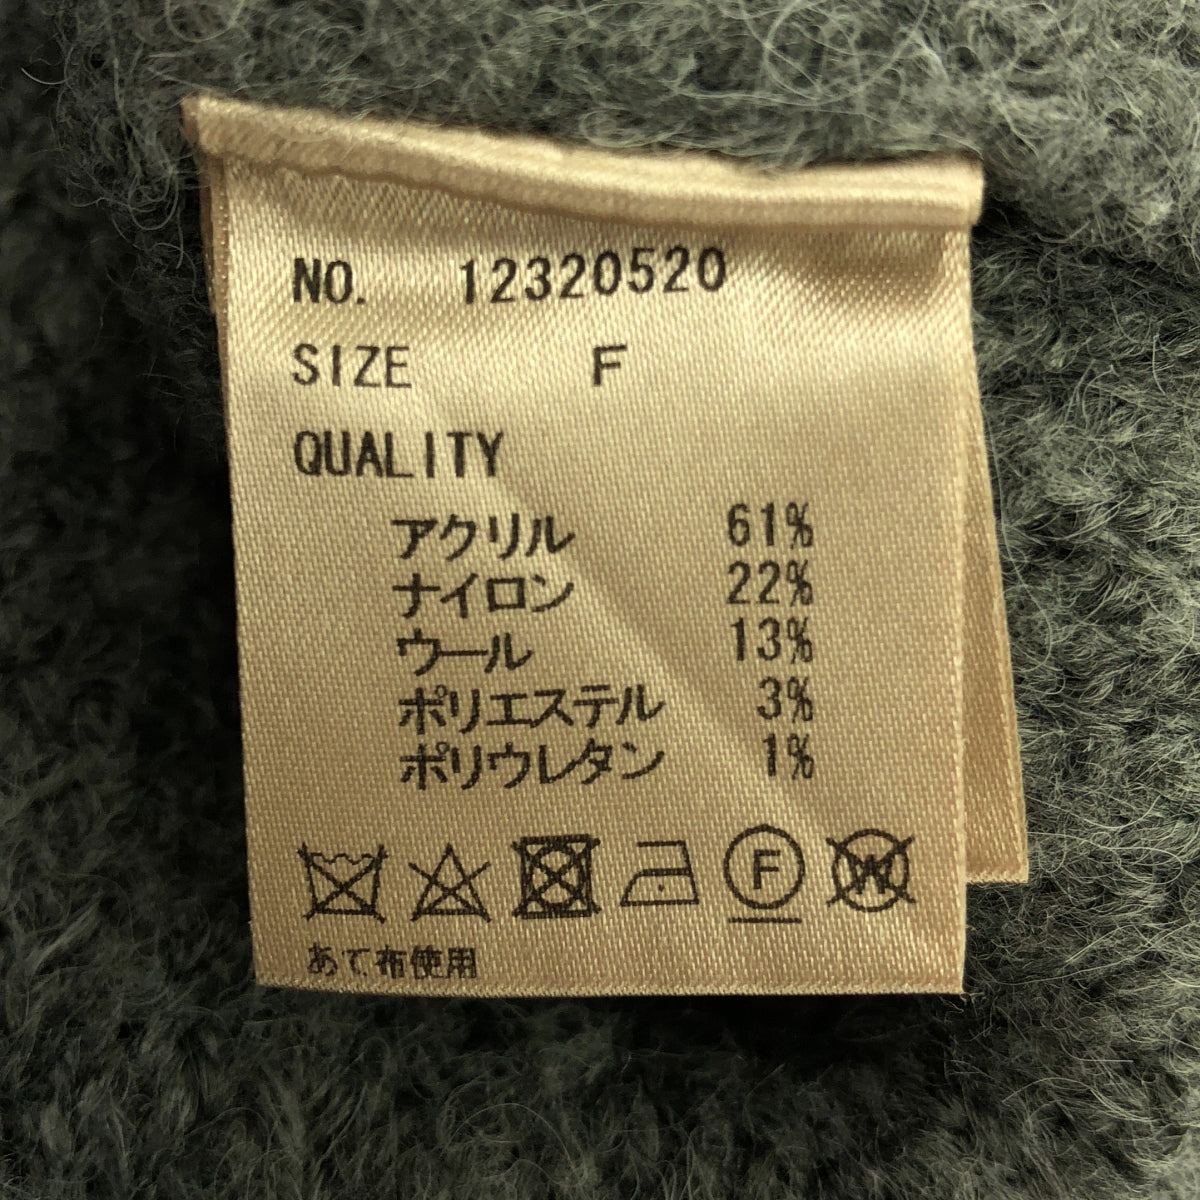 NO. 12320520
SIZE F
QUALITY
アクリル 61%
ナイロン 22%
ウール 13%
ポリエステル 3%
ポリウレタン 1%
F W
あて布使用